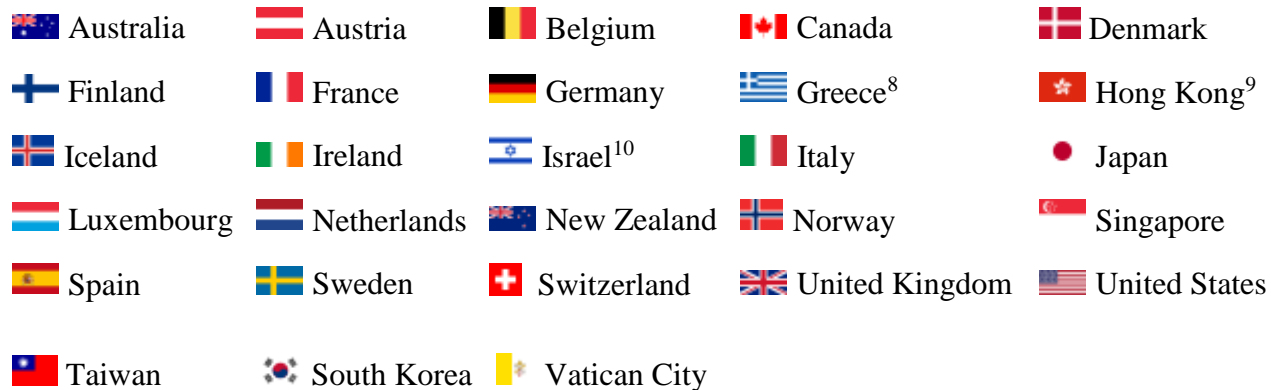 Australia Austria Belgium Canada Denmark
Finland France Germany Greece⁸ Hong Kong⁹
Iceland Ireland Israel¹⁰ Italy Japan
Luxembourg Netherlands New Zealand Norway Singapore
Spain Sweden Switzerland United Kingdom United States
Taiwan South Korea Vatican City